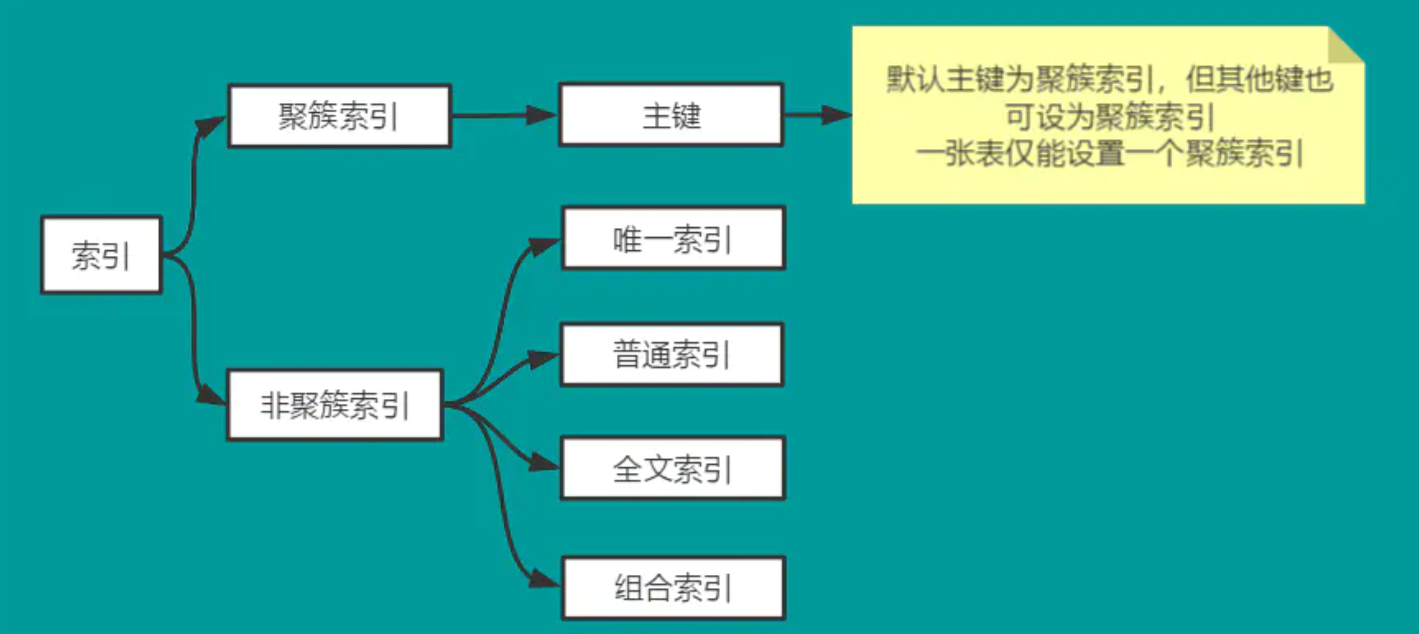 索引
聚簇索引
主键
默认主键为聚簇索引，但其他键也
可设为聚簇索引
一张表仅能设置一个聚簇索引
非聚簇索引
唯一索引
普通索引
全文索引
组合索引